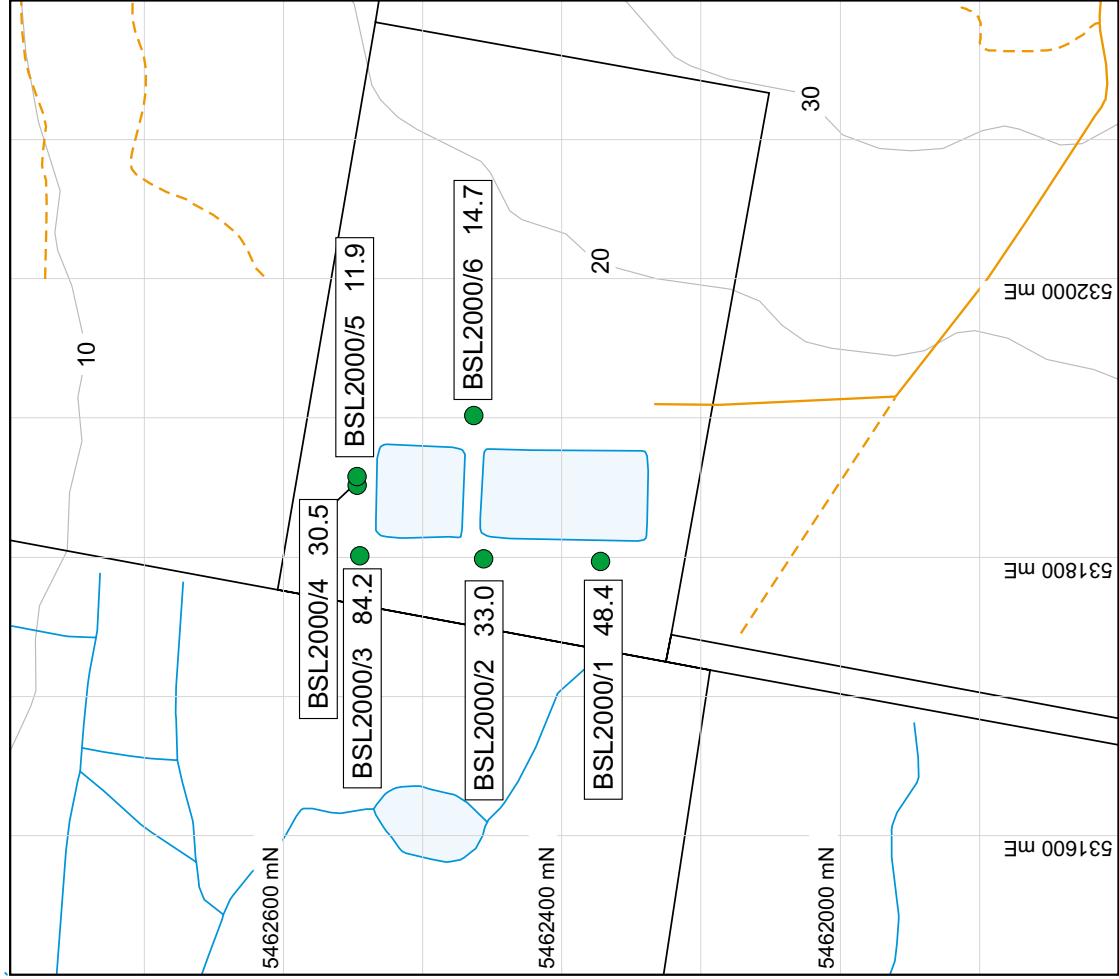 10
30
20
BSL2000/5 11.9
BSL2000/6 14.7
BSL2000/4 30.5
BSL2000/3 84.2
BSL2000/2 33.0
BSL2000/1 48.4
5462600 mN
5462400 mN
5462000 mN
532000 mE
531800 mE
531600 mE